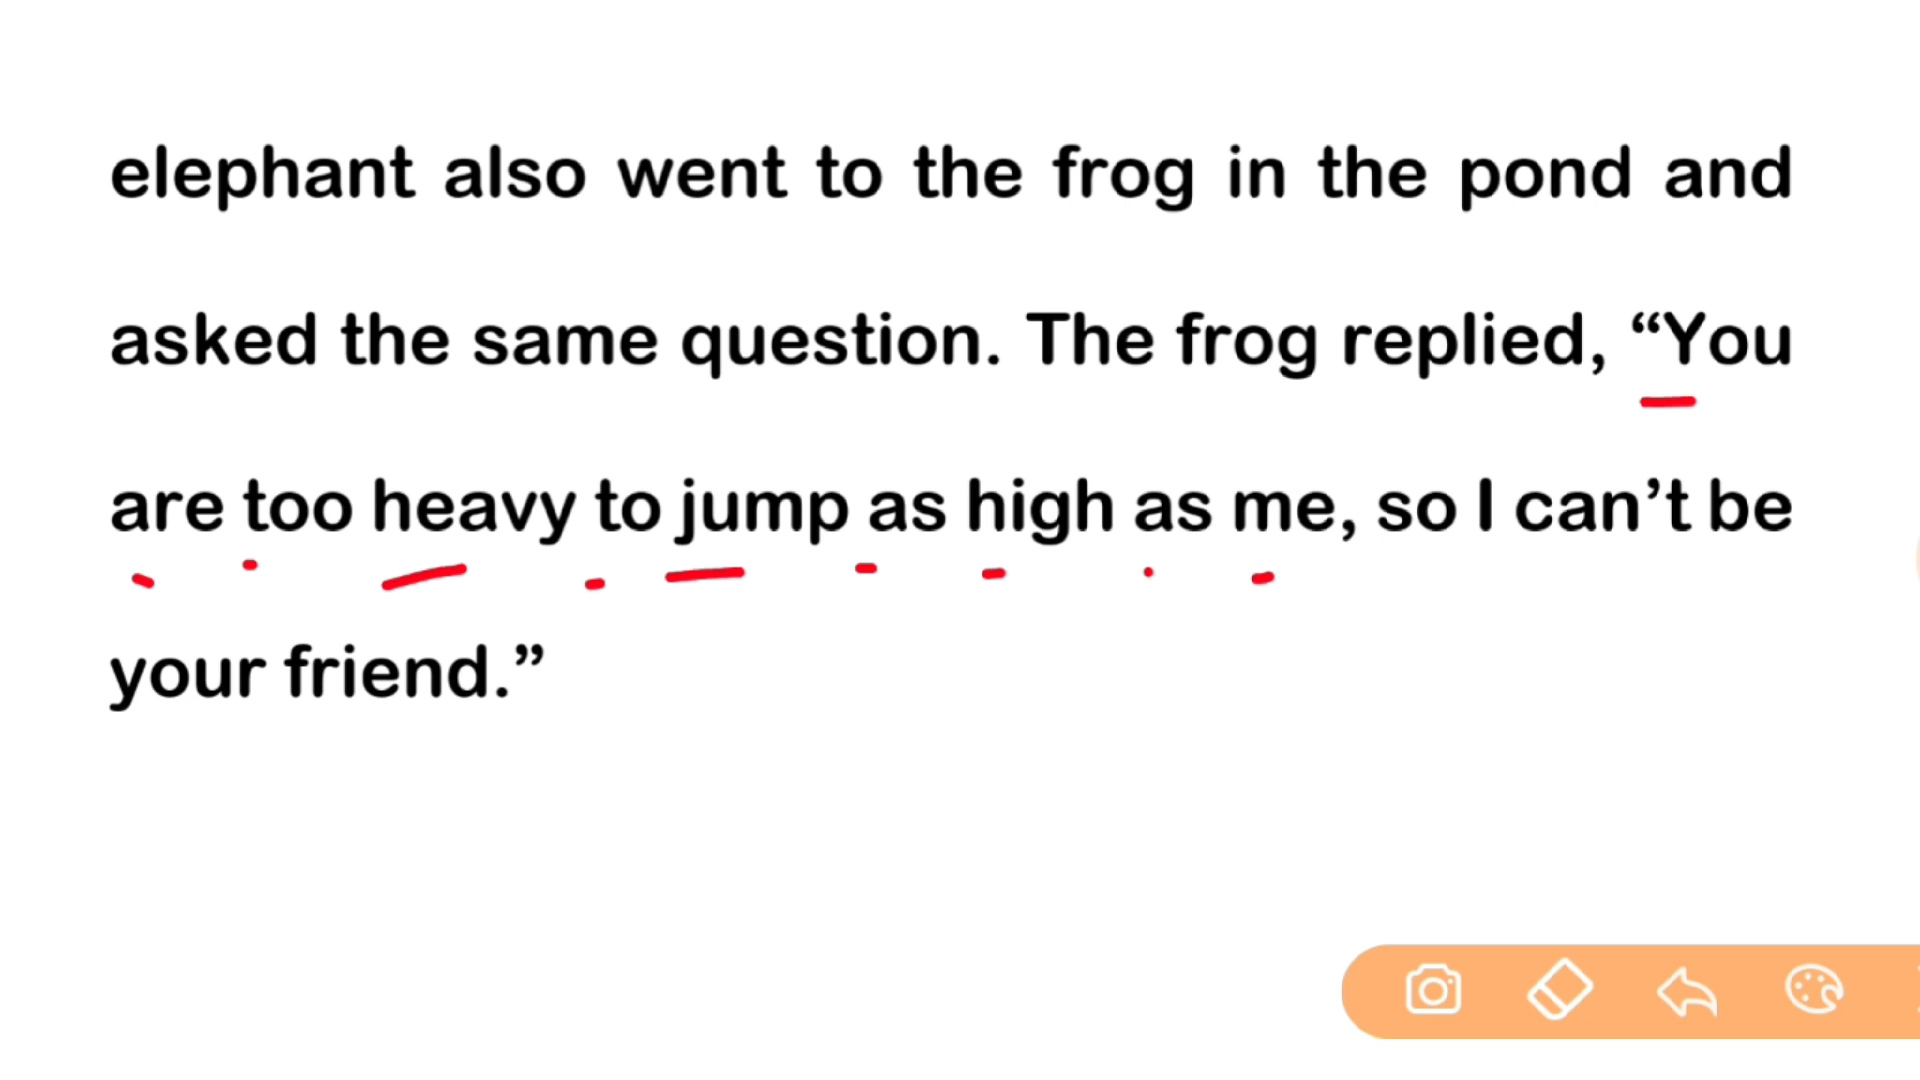 elephant also went to the frog in the pond and
asked the same question. The frog replied, “You
are too heavy to jump as high as me, so I can’t be
your friend.”